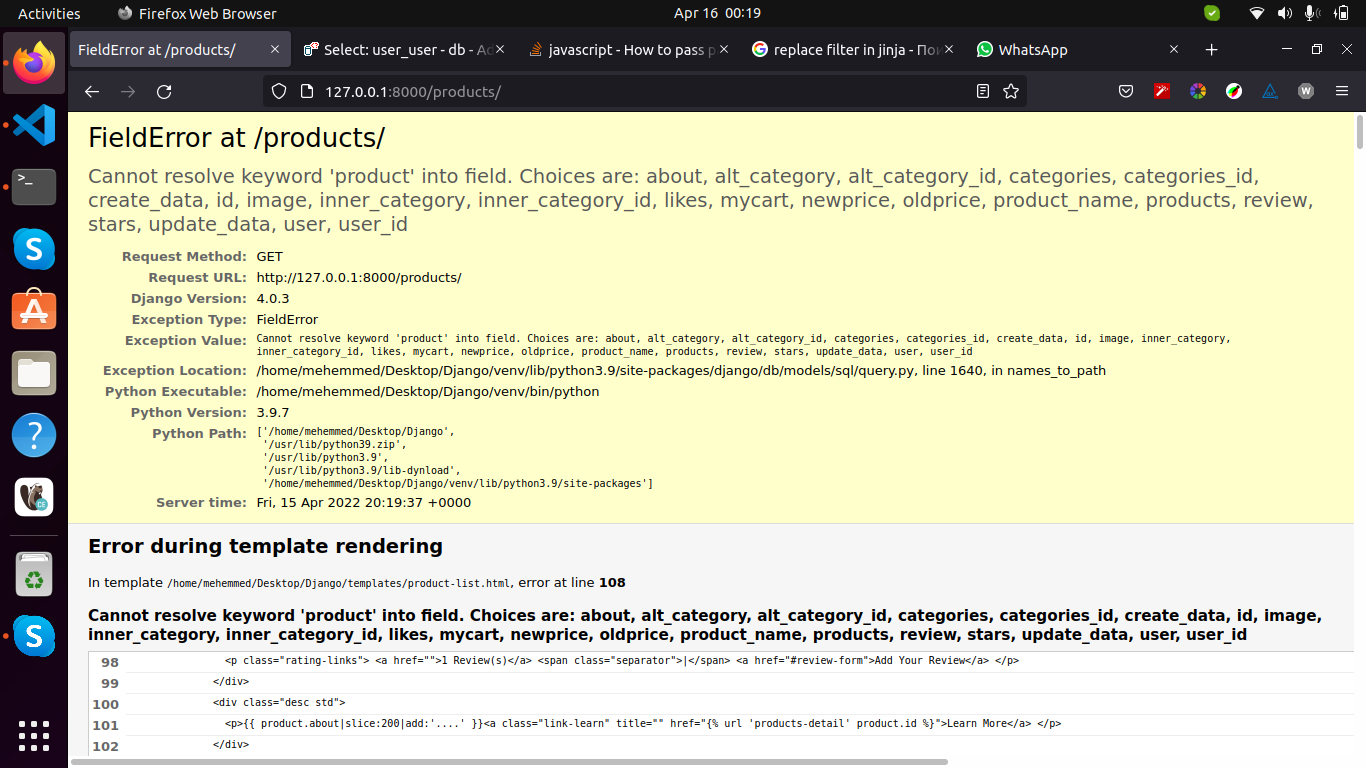 Activities
Firefox Web Browser
Apr 16 00:19
FieldError at /products/
Select: user_user - db - Ad
javascript - How to pass p
replace filter in jinja - Пои
WhatsApp
127.0.0.1:8000/products/
FieldError at /products/
Cannot resolve keyword 'product' into field. Choices are: about, alt_category, alt_category_id, categories, categories_id,
create_data, id, image, inner_category, inner_category_id, likes, mycart, newprice, oldprice, product_name, products, review,
stars, update_data, user, user_id
Request Method: GET
Request URL: http://127.0.0.1:8000/products/
Django Version: 4.0.3
Exception Type: FieldError
Exception Value: Cannot resolve keyword 'product' into field. Choices are: about, alt_category, alt_category_id, categories, categories_id, create_data, id, image, inner_category,
inner_category_id, likes, mycart, newprice, oldprice, product_name, products, review, stars, update_data, user, user_id
Exception Location: /home/mehemmed/Desktop/Django/venv/lib/python3.9/site-packages/django/db/models/sql/query.py, line 1640, in names_to_path
Python Executable: /home/mehemmed/Desktop/Django/venv/bin/python
Python Version: 3.9.7
Python Path: ['/home/mehemmed/Desktop/Django',
'/usr/lib/python39.zip',
'/usr/lib/python3.9',
'/usr/lib/python3.9/lib-dynload',
'/home/mehemmed/Desktop/Django/venv/lib/python3.9/site-packages']
Server time: Fri, 15 Apr 2022 20:19:37 +0000
Error during template rendering
In template /home/mehemmed/Desktop/Django/templates/product-list.html, error at line 108
Cannot resolve keyword 'product' into field. Choices are: about, alt_category, alt_category_id, categories, categories_id, create_data, id, image,
inner_category, inner_category_id, likes, mycart, newprice, oldprice, product_name, products, review, stars, update_data, user, user_id
98 <p class="rating-links"> <a href="">1 Review(s)</a> <span class="separator">|</span> <a href="#review-form">Add Your Review</a> </p>
99 </div>
100 <div class="desc std">
101 <p>{{ product.about|slice:200|add:'....' }}<a class="link-learn" title="" href="{% url 'products-detail' product.id %}">Learn More</a> </p>
102 </div>